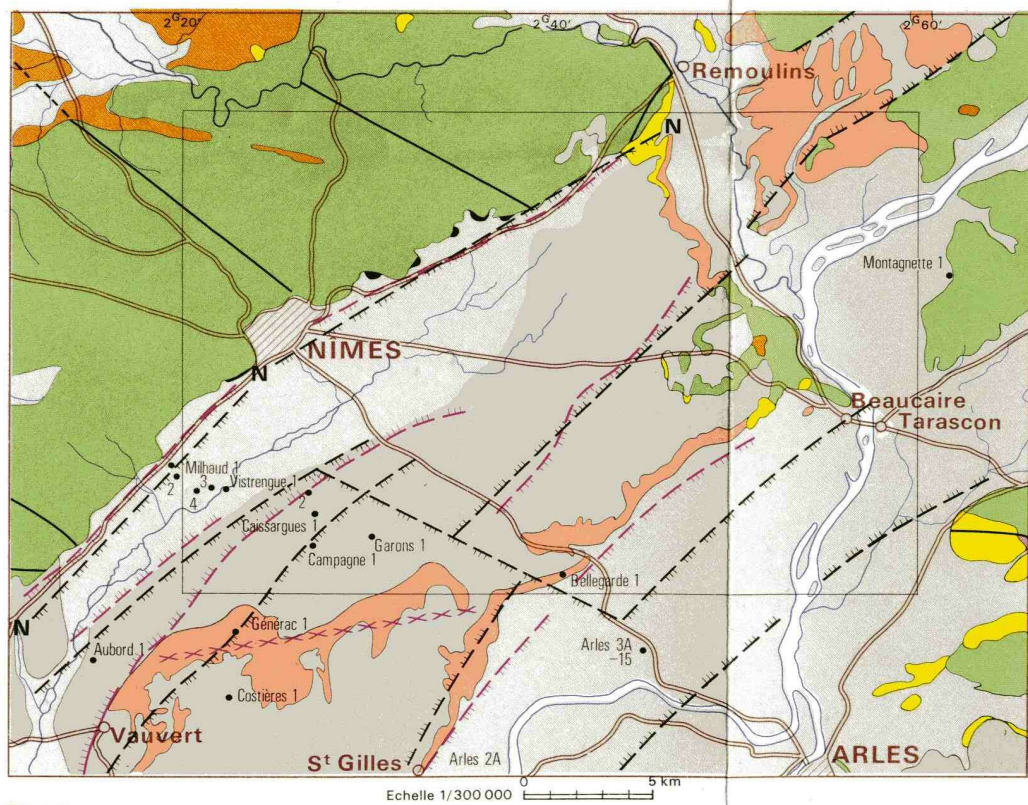 2ᴳ20'
2ᴳ40'
2ᴳ60'
Remoulins
N
Montagnette 1
NÎMES
N
Beaucaire
Tarascon
Milhaud 1
2
3
4
Vistrengue 1
2
Caissargues 1
Garons 1
Campagne 1
Bellegarde 1
N
Générac 1
Aubord 1
Arles 3A
-15
Costières 1
Vauvert
Sᵗ Gilles
Arles 2A
ARLES
Echelle 1/300 000
0
5 km